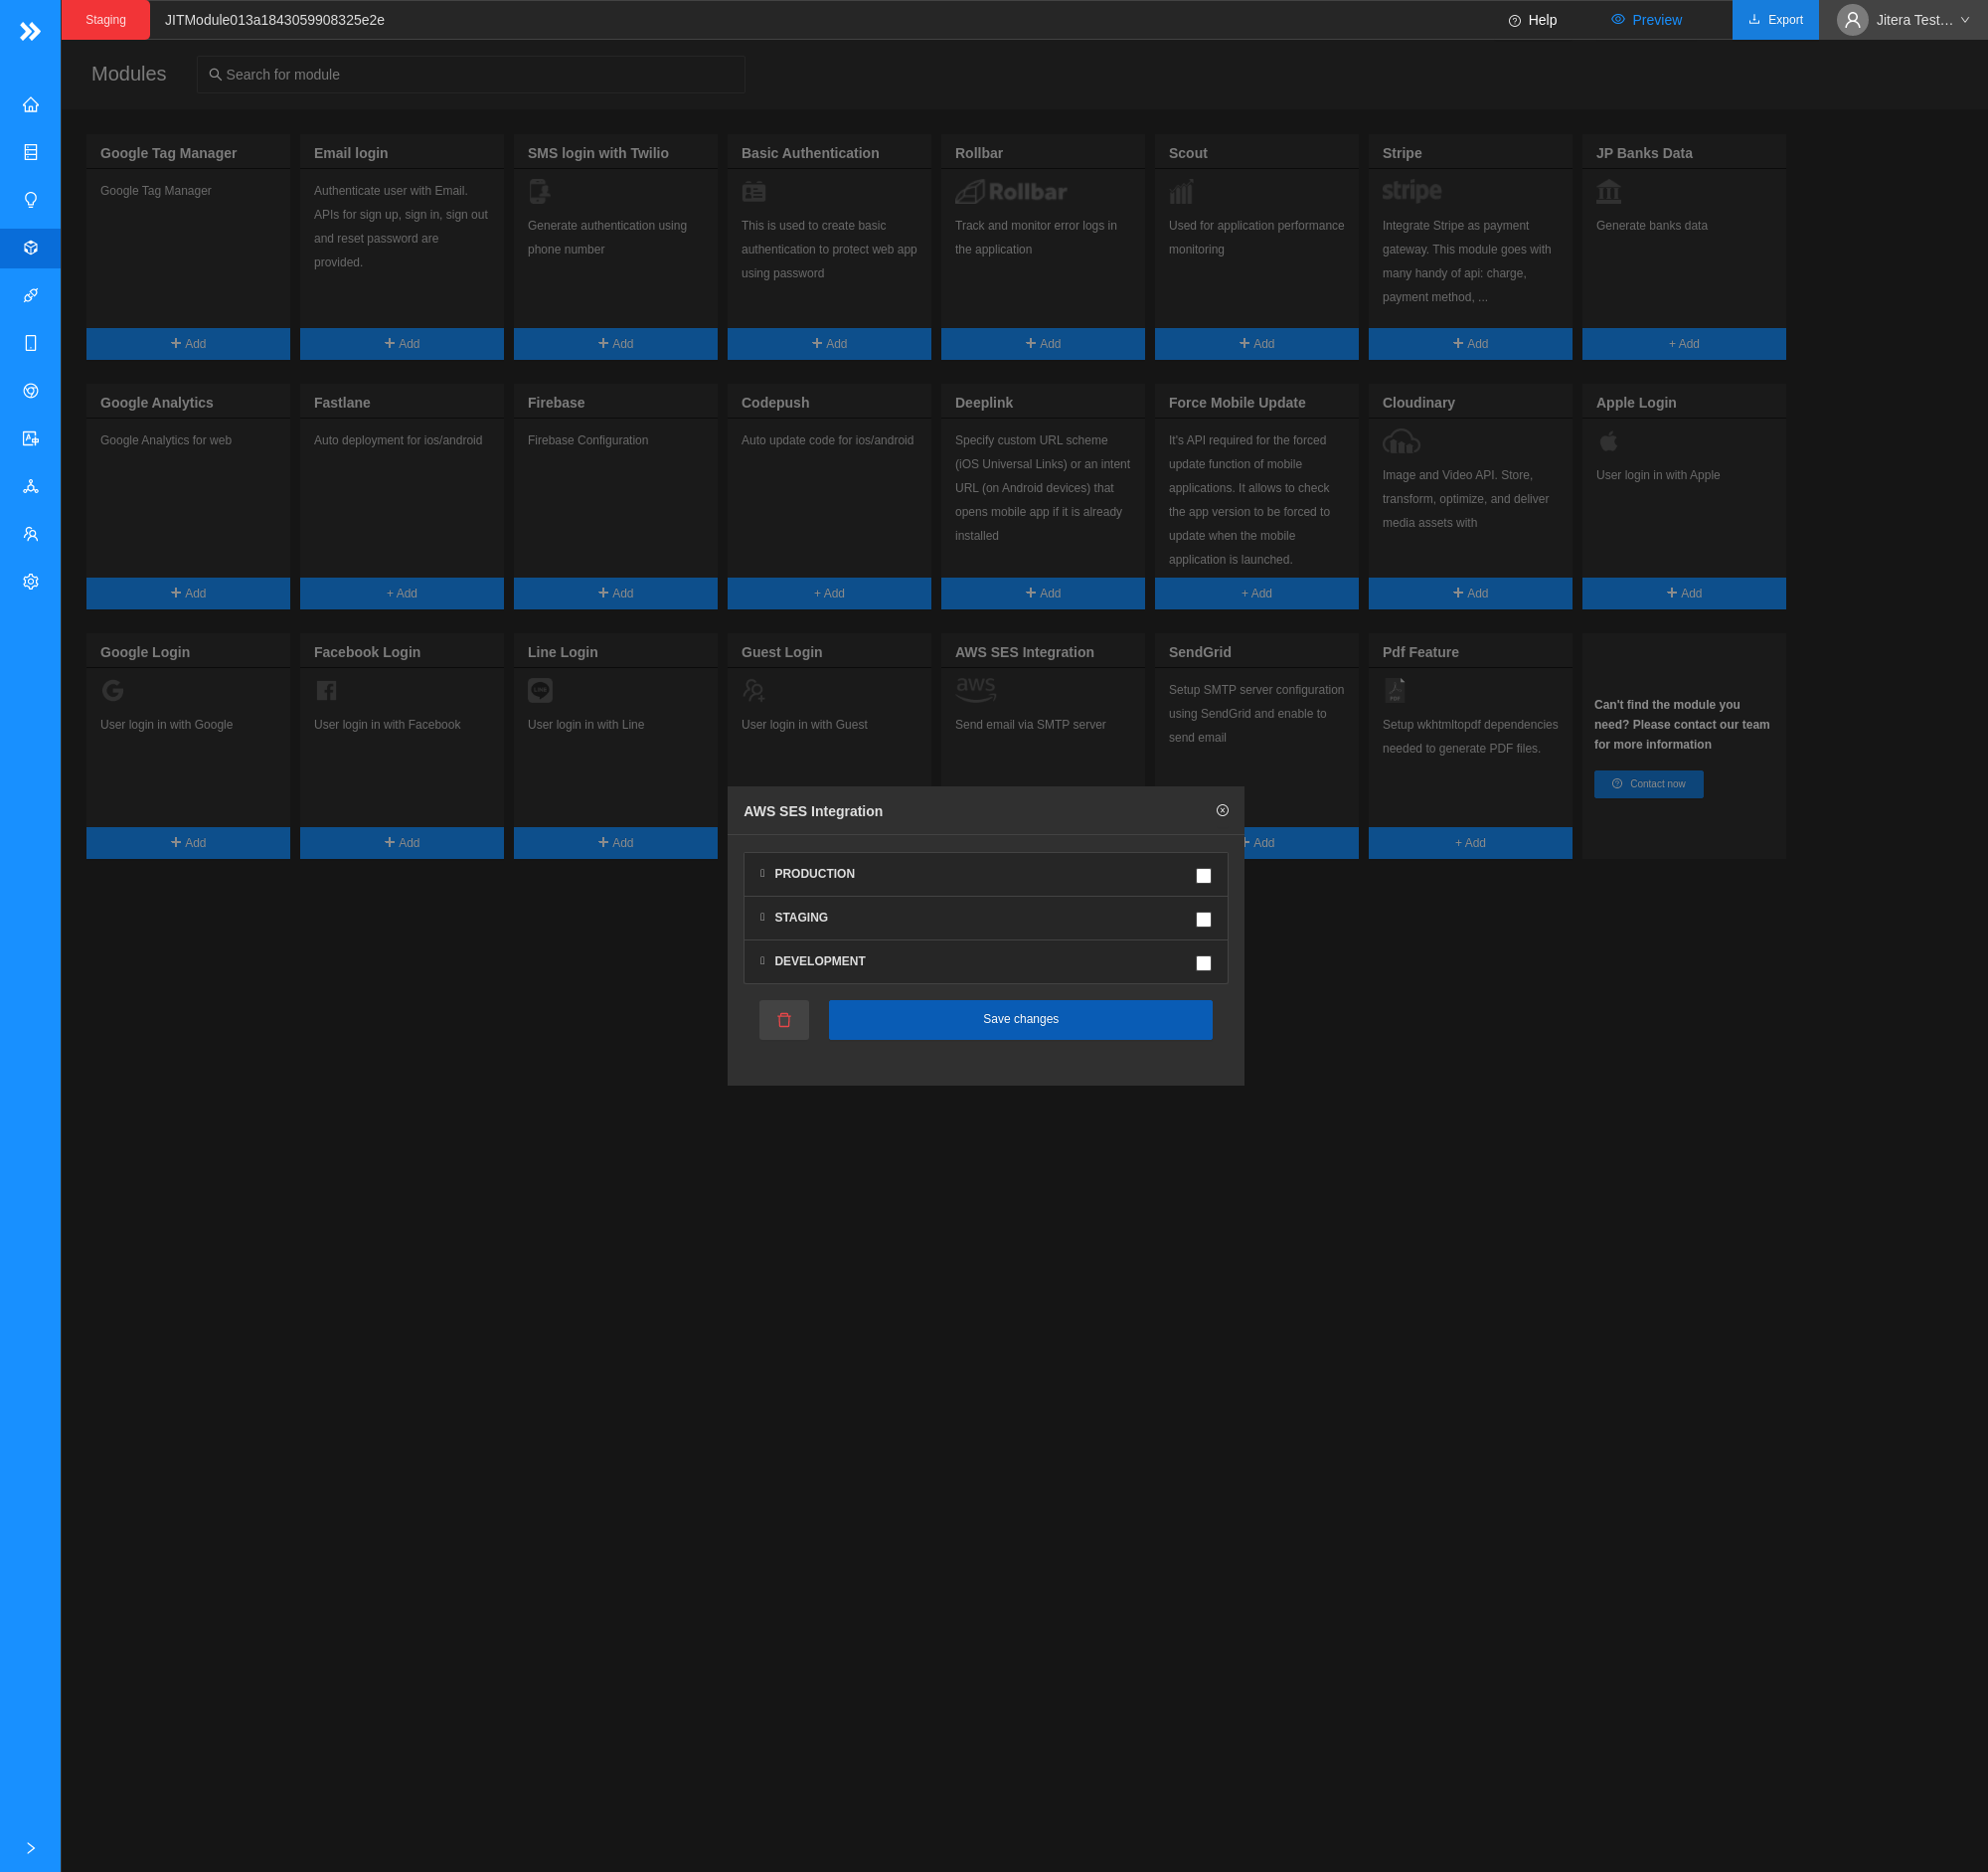 Staging
JITModule013a1843059908325e2e
Help
Preview
Export
Jitera Test…
Modules
Search for module
Google Tag Manager
Google Tag Manager
Add
Email login
Authenticate user with Email.
APIs for sign up, sign in, sign out
and reset password are
provided.
Add
SMS login with Twilio
Generate authentication using
phone number
Add
Basic Authentication
This is used to create basic
authentication to protect web app
using password
Add
Rollbar
Rollbar
Track and monitor error logs in
the application
Add
Scout
Used for application performance
monitoring
Add
Stripe
stripe
Integrate Stripe as payment
gateway. This module goes with
many handy of api: charge,
payment method, ...
Add
JP Banks Data
Generate banks data
+ Add
Google Analytics
Google Analytics for web
Add
Fastlane
Auto deployment for ios/android
+ Add
Firebase
Firebase Configuration
Add
Codepush
Auto update code for ios/android
+ Add
Deeplink
Specify custom URL scheme
(iOS Universal Links) or an intent
URL (on Android devices) that
opens mobile app if it is already
installed
Add
Force Mobile Update
It's API required for the forced
update function of mobile
applications. It allows to check
the app version to be forced to
update when the mobile
application is launched.
+ Add
Cloudinary
Image and Video API. Store,
transform, optimize, and deliver
media assets with
Add
Apple Login
User login in with Apple
Add
Google Login
User login in with Google
Add
Facebook Login
User login in with Facebook
Add
Line Login
LINE
User login in with Line
Add
Guest Login
User login in with Guest
AWS SES Integration
aws
Send email via SMTP server
SendGrid
Setup SMTP server configuration
using SendGrid and enable to
send email
Add
Pdf Feature
PDF
Setup wkhtmltopdf dependencies
needed to generate PDF files.
+ Add
Can't find the module you
need? Please contact our team
for more information
Contact now
AWS SES Integration
PRODUCTION
STAGING
DEVELOPMENT
Save changes